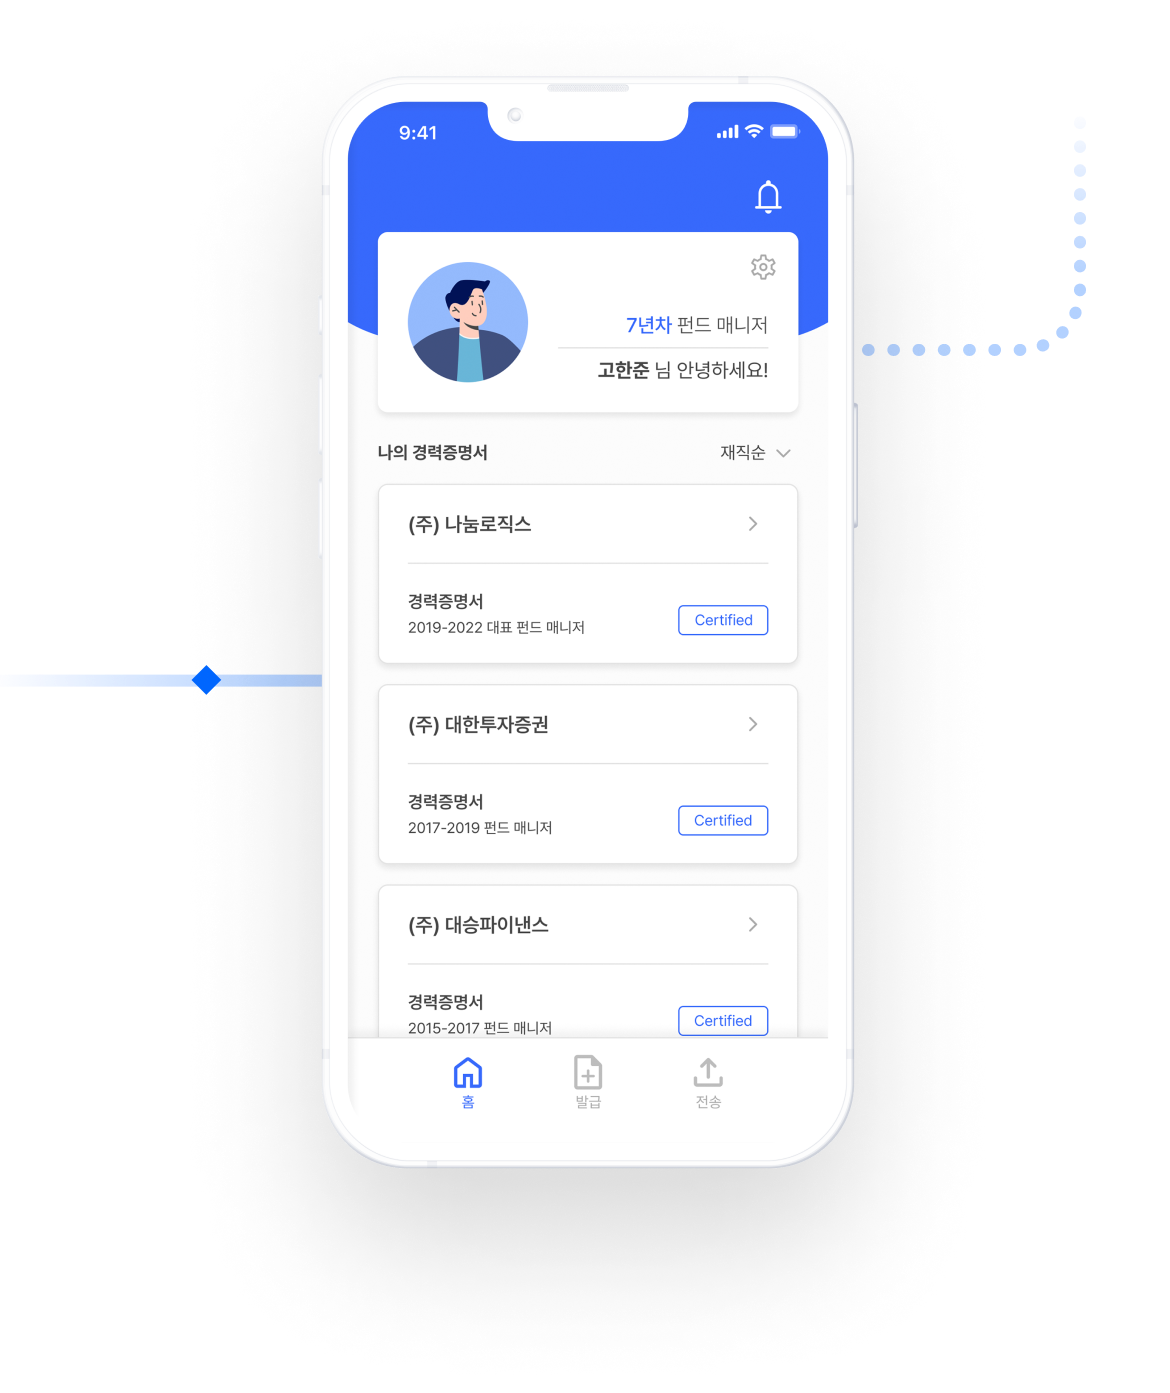 9:41
7년차 펀드 매니저
고한준 님 안녕하세요!
나의 경력증명서
재직순
(주) 나눔로직스
경력증명서
2019-2022 대표 펀드 매니저
Certified
(주) 대한투자증권
경력증명서
2017-2019 펀드 매니저
Certified
(주) 대승파이낸스
경력증명서
2015-2017 펀드 매니저
Certified
홈
발급
전송